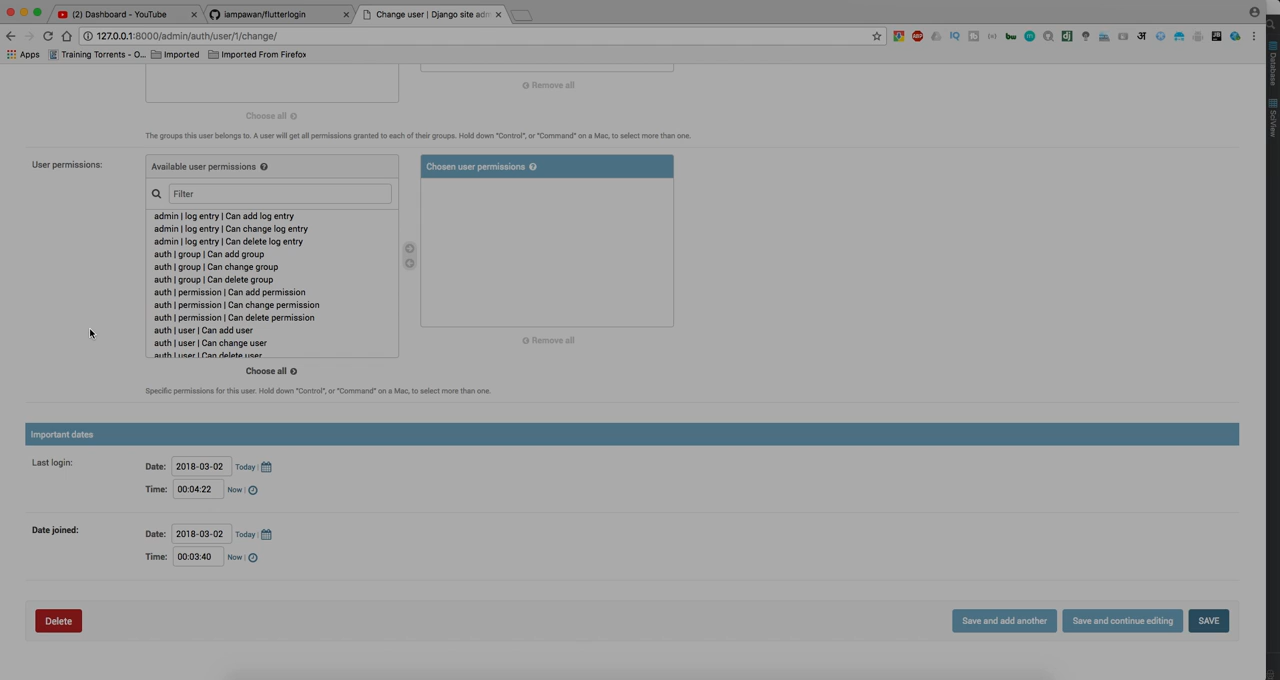 (2) Dashboard - YouTube
iampawan/flutterlogin
Change user | Django site adm
127.0.0.1:8000/admin/auth/user/1/change/
Apps
Training Torrents - O...
Imported
Imported From Firefox
Database
SciView
Remove all
Choose all
The groups this user belongs to. A user will get all permissions granted to each of their groups. Hold down "Control", or "Command" on a Mac, to select more than one.
User permissions:
Available user permissions
Chosen user permissions
Filter
admin | log entry | Can add log entry
admin | log entry | Can change log entry
admin | log entry | Can delete log entry
auth | group | Can add group
auth | group | Can change group
auth | group | Can delete group
auth | permission | Can add permission
auth | permission | Can change permission
auth | permission | Can delete permission
auth | user | Can add user
auth | user | Can change user
auth | user | Can delete user
Remove all
Choose all
Specific permissions for this user. Hold down "Control", or "Command" on a Mac, to select more than one.
Important dates
Last login:
Date: 2018-03-02 Today |
Time: 00:04:22 Now |
Date joined:
Date: 2018-03-02 Today |
Time: 00:03:40 Now |
Delete
Save and add another
Save and continue editing
SAVE